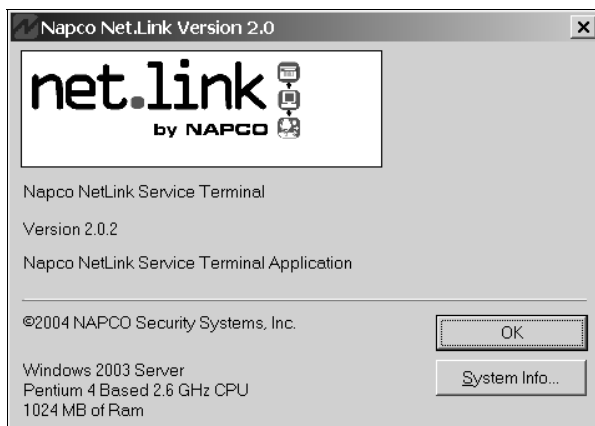 Napco Net.Link Version 2.0
net.link
by NAPCO
Napco NetLink Service Terminal
Version 2.0.2
Napco NetLink Service Terminal Application
©2004 NAPCO Security Systems, Inc.
OK
Windows 2003 Server
System Info...
Pentium 4 Based 2.6 GHz CPU
1024 MB of Ram